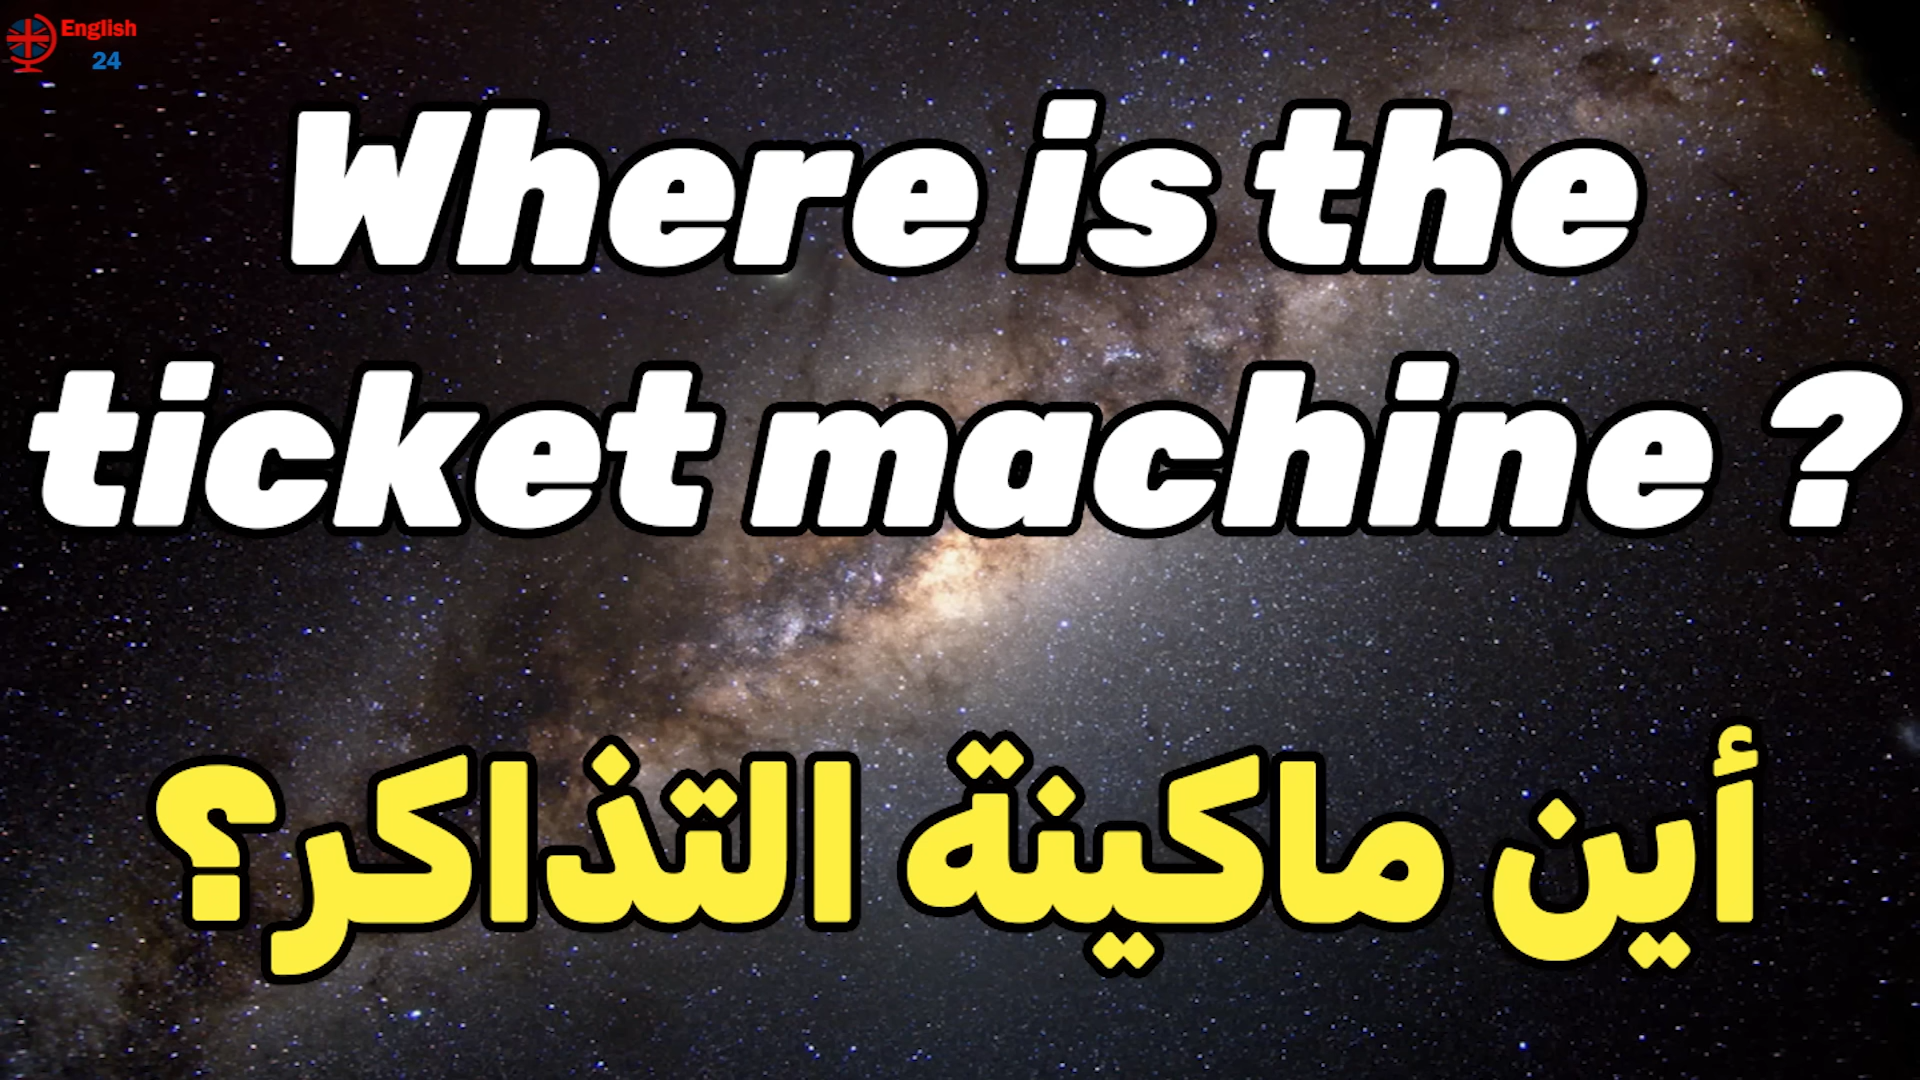 English
24
Where is the
ticket machine ?
أين ماكينة التذاكر؟